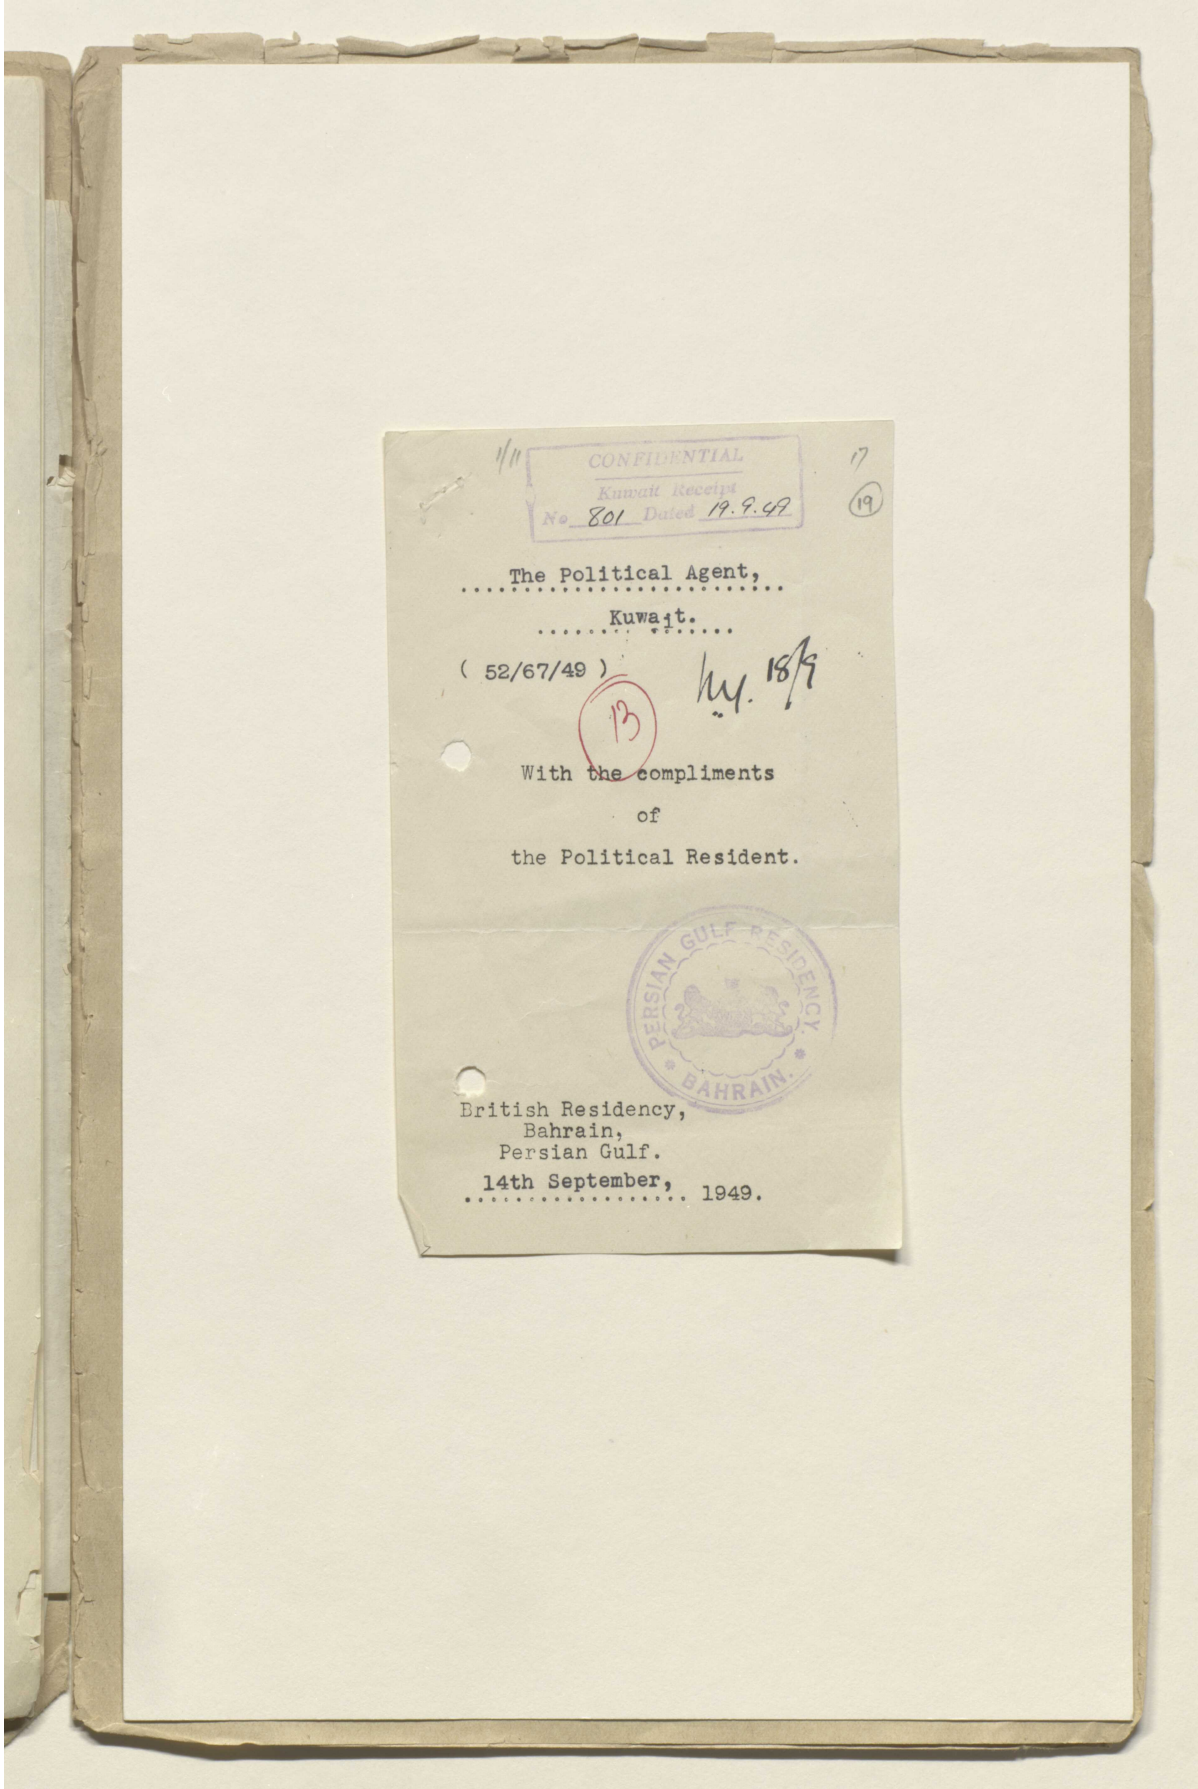 1/11
CONFIDENTIAL
17
Kuwait Receipt
No 801 Dated 19.9.49
19
The Political Agent,
Kuwait.
( 52/67/49 )
18/9
13
With the compliments
of
the Political Resident.
PERSIAN GULF RESIDENCY.
* BAHRAIN. *
British Residency,
Bahrain,
Persian Gulf.
14th September, 1949.